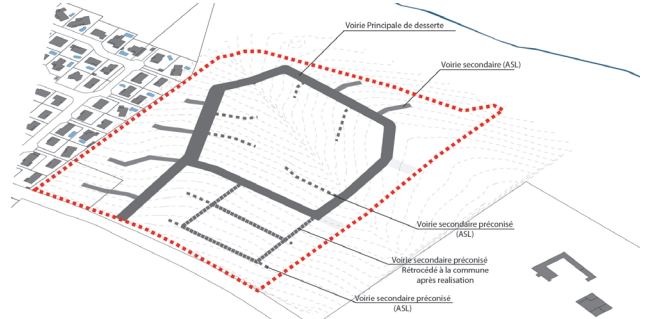 Voirie Principale de desserte
Voirie secondaire (ASL)
Voirie secondaire préconisé
(ASL)
Voirie secondaire préconisé
Rétrocédé à la commune
après realisation
Voirie secondaire préconisé
(ASL)